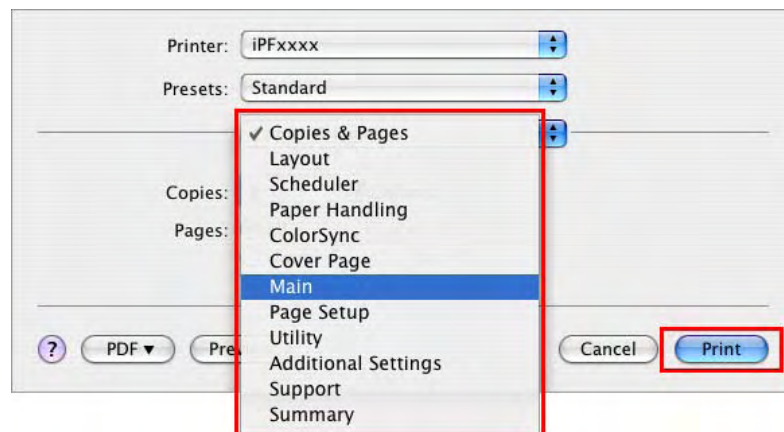 Printer: iPFxxxx
Presets: Standard
✓ Copies & Pages
Layout
Scheduler
Copies:
Paper Handling
Pages:
ColorSync
Cover Page
Main
Page Setup
Utility
? PDF ▼ Pre Cancel Print
Additional Settings
Support
Summary